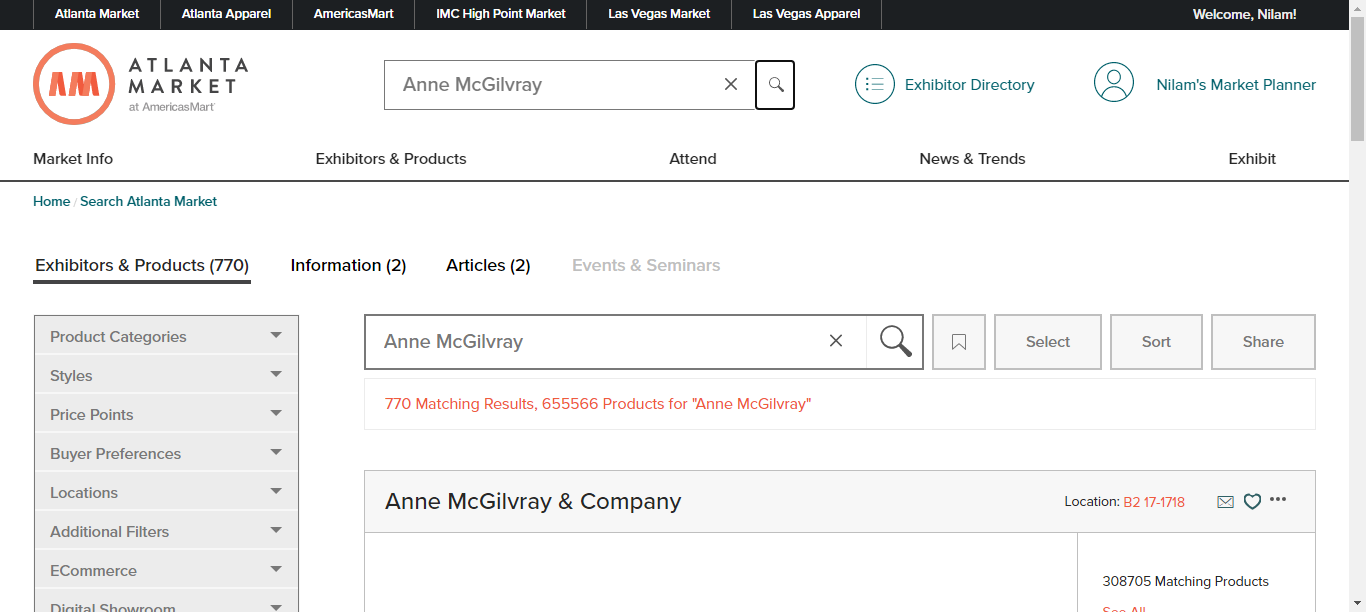 Atlanta Market Atlanta Apparel AmericasMart IMC High Point Market Las Vegas Market Las Vegas Apparel Welcome, Nilam!
AM ATLANTA
MARKET
at AmericasMart
Anne McGilvray
Exhibitor Directory
Nilam's Market Planner
Market Info Exhibitors & Products Attend News & Trends Exhibit
Home / Search Atlanta Market
Exhibitors & Products (770) Information (2) Articles (2) Events & Seminars
Product Categories
Styles
Price Points
Buyer Preferences
Locations
Additional Filters
ECommerce
Digital Showroom
Anne McGilvray Select Sort Share
770 Matching Results, 655566 Products for "Anne McGilvray"
Anne McGilvray & Company Location: B2 17-1718
308705 Matching Products
See All